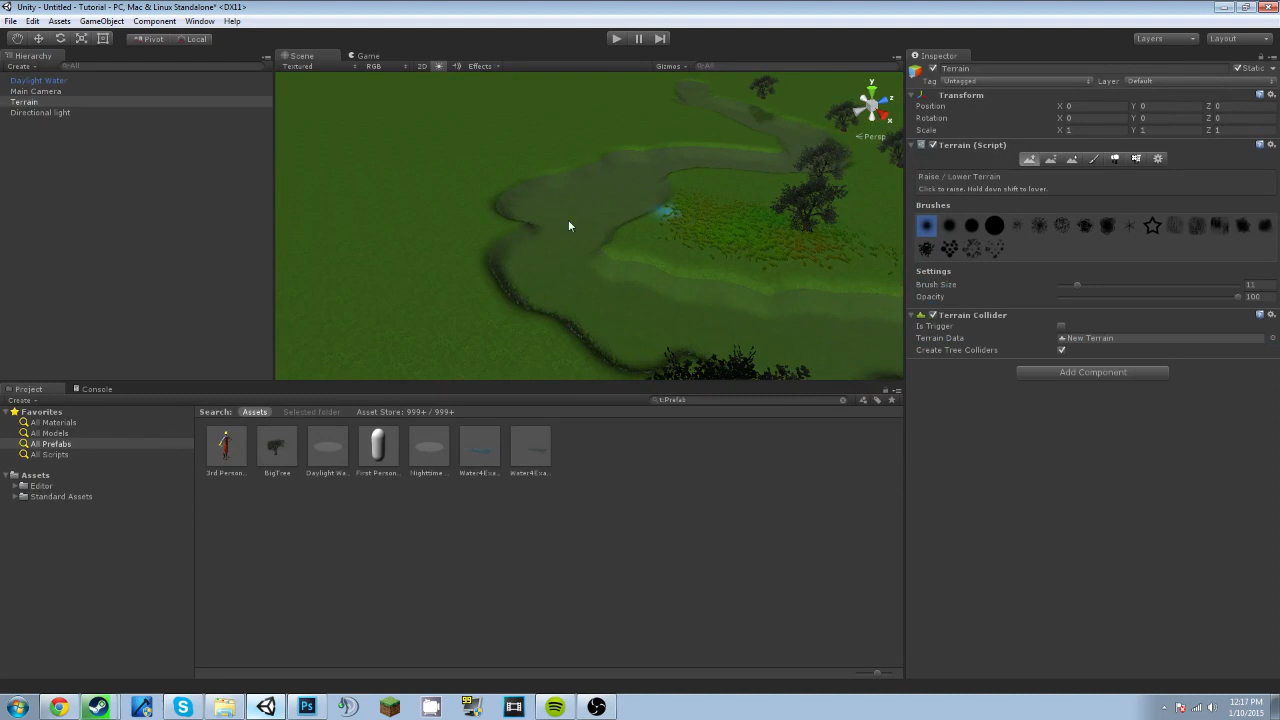 Unity - Untitled - Tutorial - PC, Mac & Linux Standalone* <DX11>
File Edit Assets GameObject Component Window Help
Pivot Local Layers Layout
Hierarchy
Create All
Daylight Water
Main Camera
Terrain
Directional light
Scene Game
Textured RGB 2D Effects Gizmos All
y
z
x
Persp
Inspector
Terrain Static
Tag Untagged Layer Default
Transform
Position X 0 Y 0 Z 0
Rotation X 0 Y 0 Z 0
Scale X 1 Y 1 Z 1
Terrain (Script)
Raise / Lower Terrain
Click to raise. Hold down shift to lower.
Brushes
Settings
Brush Size 11
Opacity 100
Terrain Collider
Is Trigger
Terrain Data New Terrain
Create Tree Colliders
Add Component
Project Console
Create t:Prefab
Favorites
All Materials
All Models
All Prefabs
All Scripts
Assets
Editor
Standard Assets
Search: Assets Selected folder Asset Store: 999+ / 999+
3rd Person... BigTree Daylight Wa... First Person... Nighttime ... Water4Exa... Water4Exa...
99
12:17 PM
1/10/2015